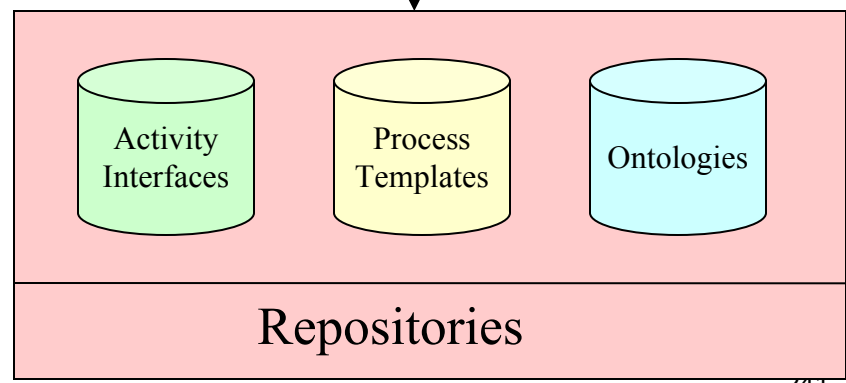 Activity
Interfaces
Process
Templates
Ontologies
Repositories